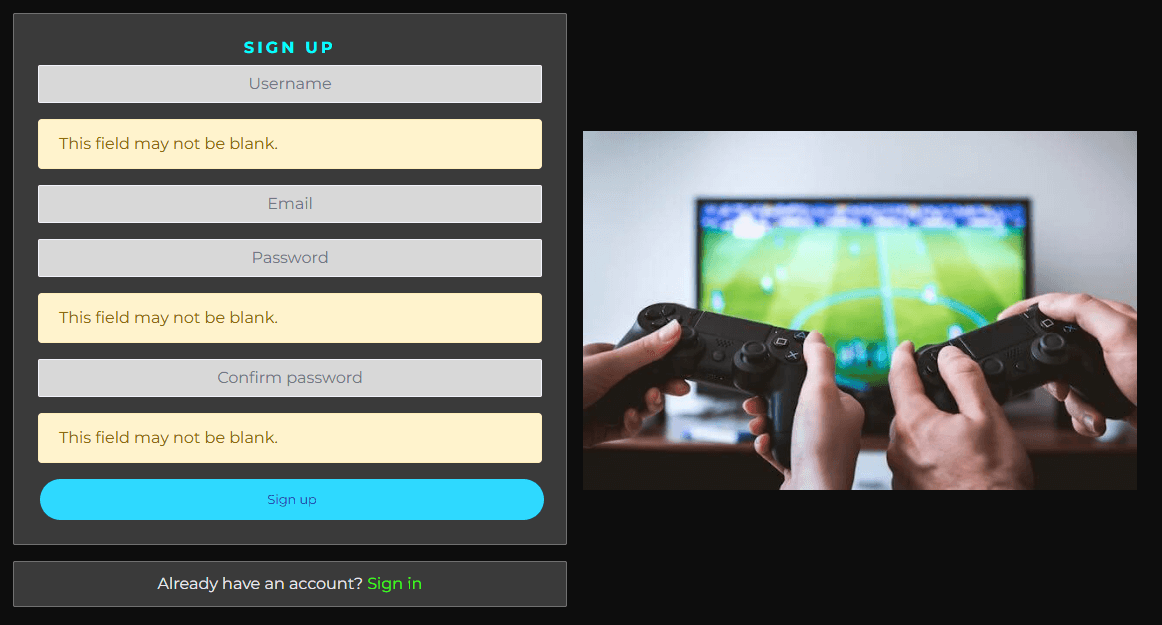 SIGN UP
Username
This field may not be blank.
Email
Password
This field may not be blank.
Confirm password
This field may not be blank.
Sign up
Already have an account? Sign in